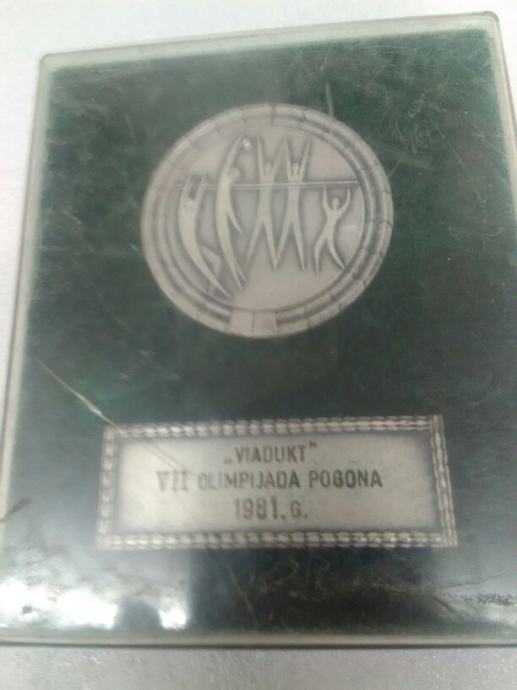 „VIADUKT"
VII OLIMPIJADA POGONA
1981. G.